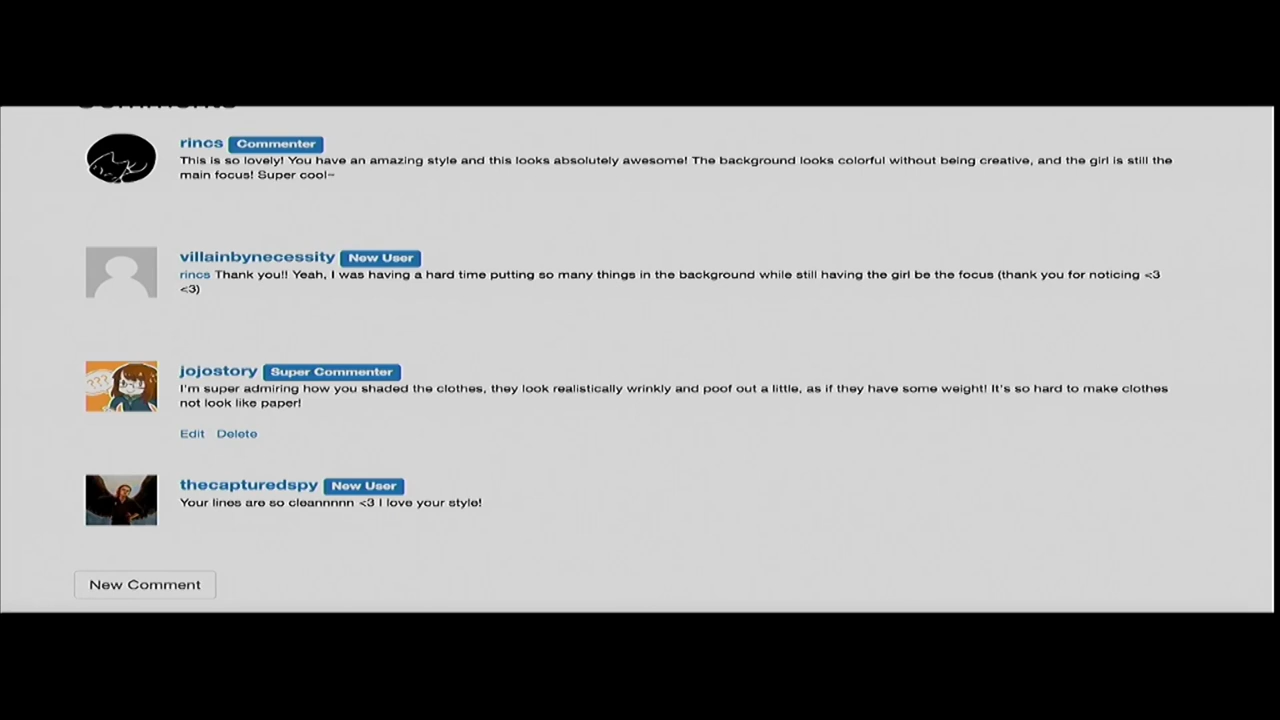 Comments
rincs Commenter
This is so lovely! You have an amazing style and this looks absolutely awesome! The background looks colorful without being creative, and the girl is still the
main focus! Super cool~
villainbynecessity New User
rincs Thank you!! Yeah, I was having a hard time putting so many things in the background while still having the girl be the focus (thank you for noticing <3
<3)
jojostory Super Commenter
I'm super admiring how you shaded the clothes, they look realistically wrinkly and poof out a little, as if they have some weight! It's so hard to make clothes
not look like paper!
Edit Delete
thecapturedspy New User
Your lines are so cleannnnn <3 I love your style!
New Comment